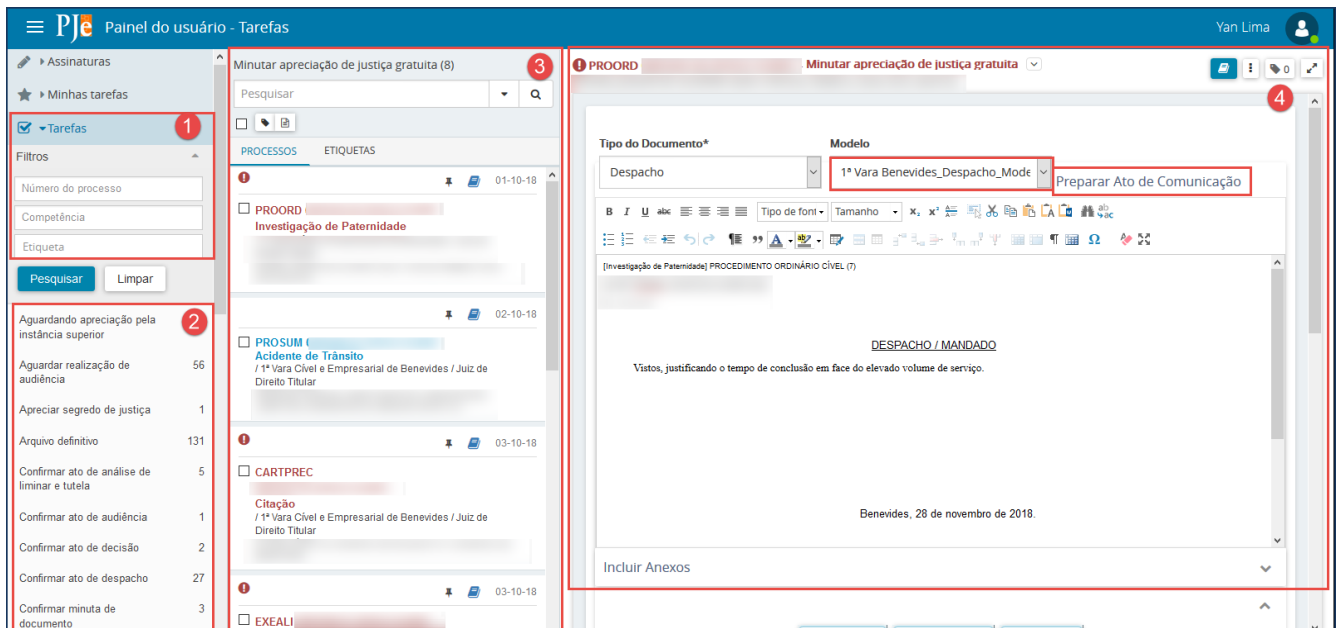 PJe Painel do usuário - Tarefas
Yan Lima
Assinaturas
Minhas tarefas
Tarefas
1
Filtros
Número do processo
Competência
Etiqueta
Pesquisar Limpar
2
Aguardando apreciação pela
instância superior
Aguardar realização de 56
audiência
Apreciar segredo de justiça 1
Arquivo definitivo 131
Confirmar ato de análise de 5
liminar e tutela
Confirmar ato de audiência 1
Confirmar ato de decisão 2
Confirmar ato de despacho 27
Confirmar minuta de 3
documento
Minutar apreciação de justiça gratuita (8)
3
Pesquisar
PROCESSOS ETIQUETAS
01-10-18
PROORD
Investigação de Paternidade
02-10-18
PROSUM (
Acidente de Trânsito
/ 1ª Vara Cível e Empresarial de Benevides / Juiz de
Direito Titular
03-10-18
CARTPREC
Citação
/ 1ª Vara Cível e Empresarial de Benevides / Juiz de
Direito Titular
03-10-18
EXEALI
PROORD . Minutar apreciação de justiça gratuita
0
4
Tipo do Documento* Modelo
Despacho 1ª Vara Benevides_Despacho_Mode Preparar Ato de Comunicação
B I U abc Tipo de font Tamanho x₂ x²
[Investigação de Paternidade] PROCEDIMENTO ORDINÁRIO CÍVEL (7)
DESPACHO / MANDADO
Vistos, justificando o tempo de conclusão em face do elevado volume de serviço.
Benevides, 28 de novembro de 2018.
Incluir Anexos